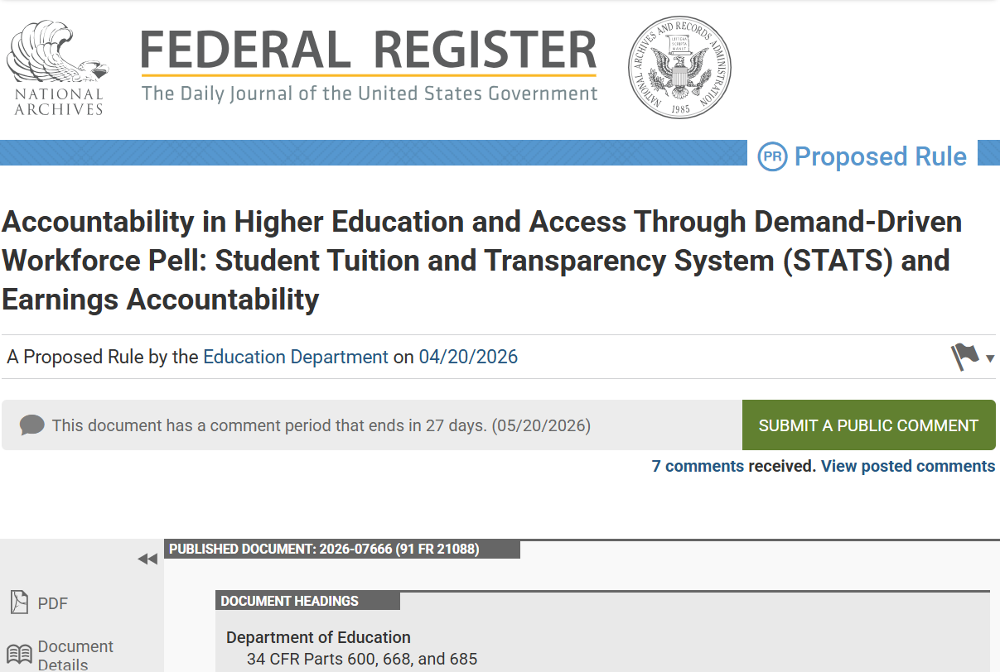 NATIONAL
ARCHIVES
FEDERAL REGISTER
The Daily Journal of the United States Government
NATIONAL ARCHIVES AND RECORDS ADMINISTRATION
LITTERA
SCRIPTA
MANET
1985
PR Proposed Rule
Accountability in Higher Education and Access Through Demand-Driven
Workforce Pell: Student Tuition and Transparency System (STATS) and
Earnings Accountability
A Proposed Rule by the Education Department on 04/20/2026
This document has a comment period that ends in 27 days. (05/20/2026)
SUBMIT A PUBLIC COMMENT
7 comments received. View posted comments
PUBLISHED DOCUMENT: 2026-07666 (91 FR 21088)
PDF
Document
Details
DOCUMENT HEADINGS
Department of Education
34 CFR Parts 600, 668, and 685